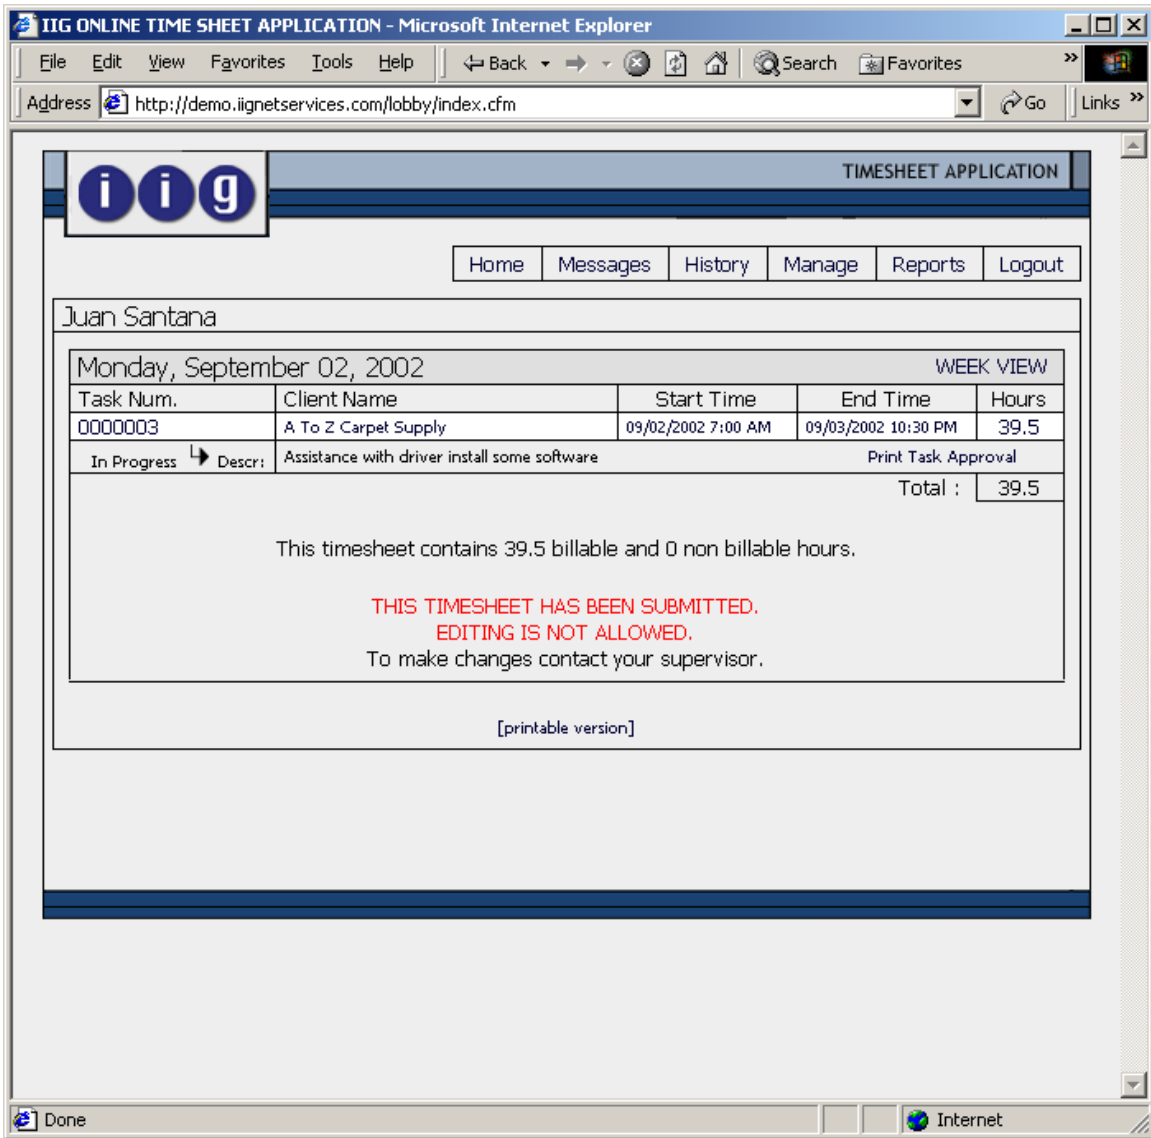 IIG ONLINE TIME SHEET APPLICATION - Microsoft Internet Explorer
File Edit View Favorites Tools Help Back Search Favorites »
Address http://demo.iignetservices.com/lobby/index.cfm Go Links »
iig TIMESHEET APPLICATION
Home Messages History Manage Reports Logout
Juan Santana
Monday, September 02, 2002 WEEK VIEW
Task Num. Client Name Start Time End Time Hours
0000003 A To Z Carpet Supply 09/02/2002 7:00 AM 09/03/2002 10:30 PM 39.5
In Progress Descr: Assistance with driver install some software Print Task Approval
Total : 39.5
This timesheet contains 39.5 billable and 0 non billable hours.
THIS TIMESHEET HAS BEEN SUBMITTED.
EDITING IS NOT ALLOWED.
To make changes contact your supervisor.
[printable version]
Done Internet